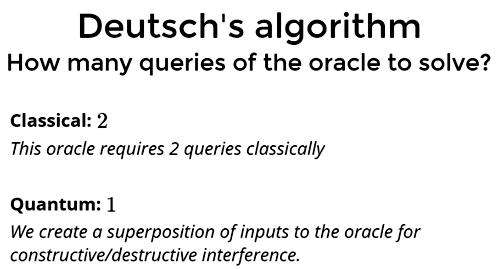 Deutsch's algorithm
How many queries of the oracle to solve?
Classical: 2
This oracle requires 2 queries classically
Quantum: 1
We create a superposition of inputs to the oracle for
constructive/destructive interference.